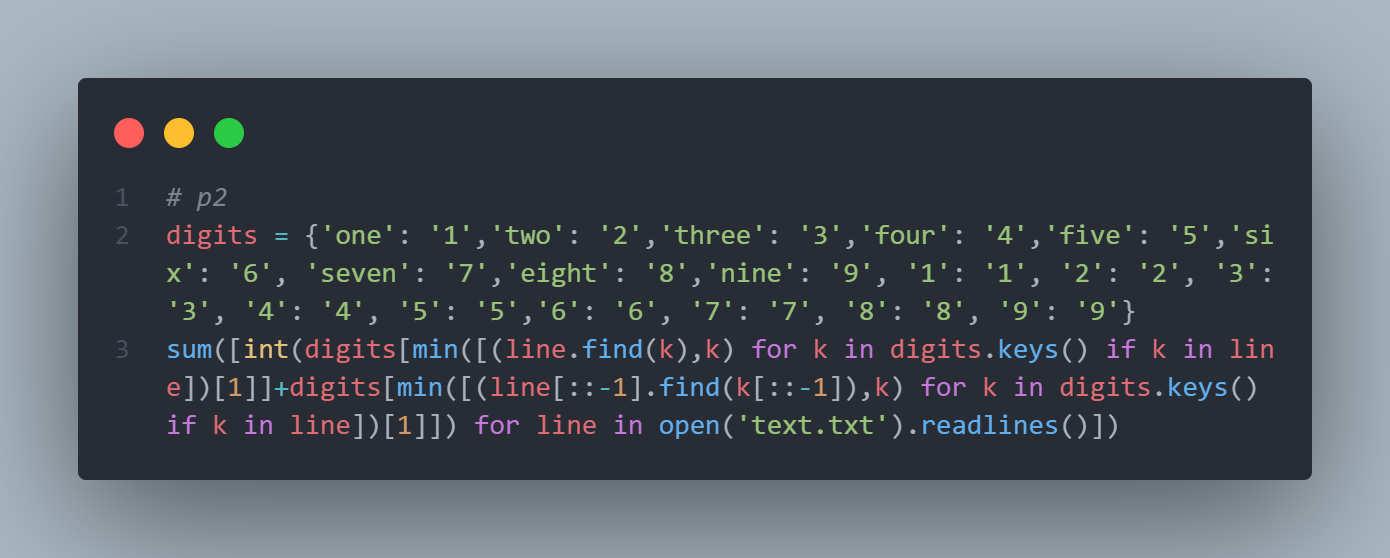 1 # p2
2 digits = {'one': '1','two': '2','three': '3','four': '4','five': '5','si
x': '6', 'seven': '7','eight': '8','nine': '9', '1': '1', '2': '2', '3':
'3', '4': '4', '5': '5','6': '6', '7': '7', '8': '8', '9': '9'}
3 sum([int(digits[min([(line.find(k),k) for k in digits.keys() if k in lin
e])[1]]+digits[min([(line[::-1].find(k[::-1]),k) for k in digits.keys()
if k in line])[1]]) for line in open('text.txt').readlines()])